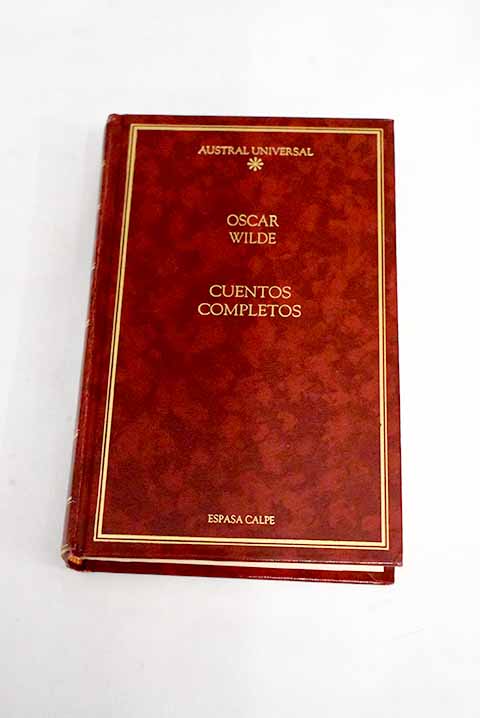 AUSTRAL UNIVERSAL
OSCAR
WILDE
CUENTOS
COMPLETOS
ESPASA CALPE